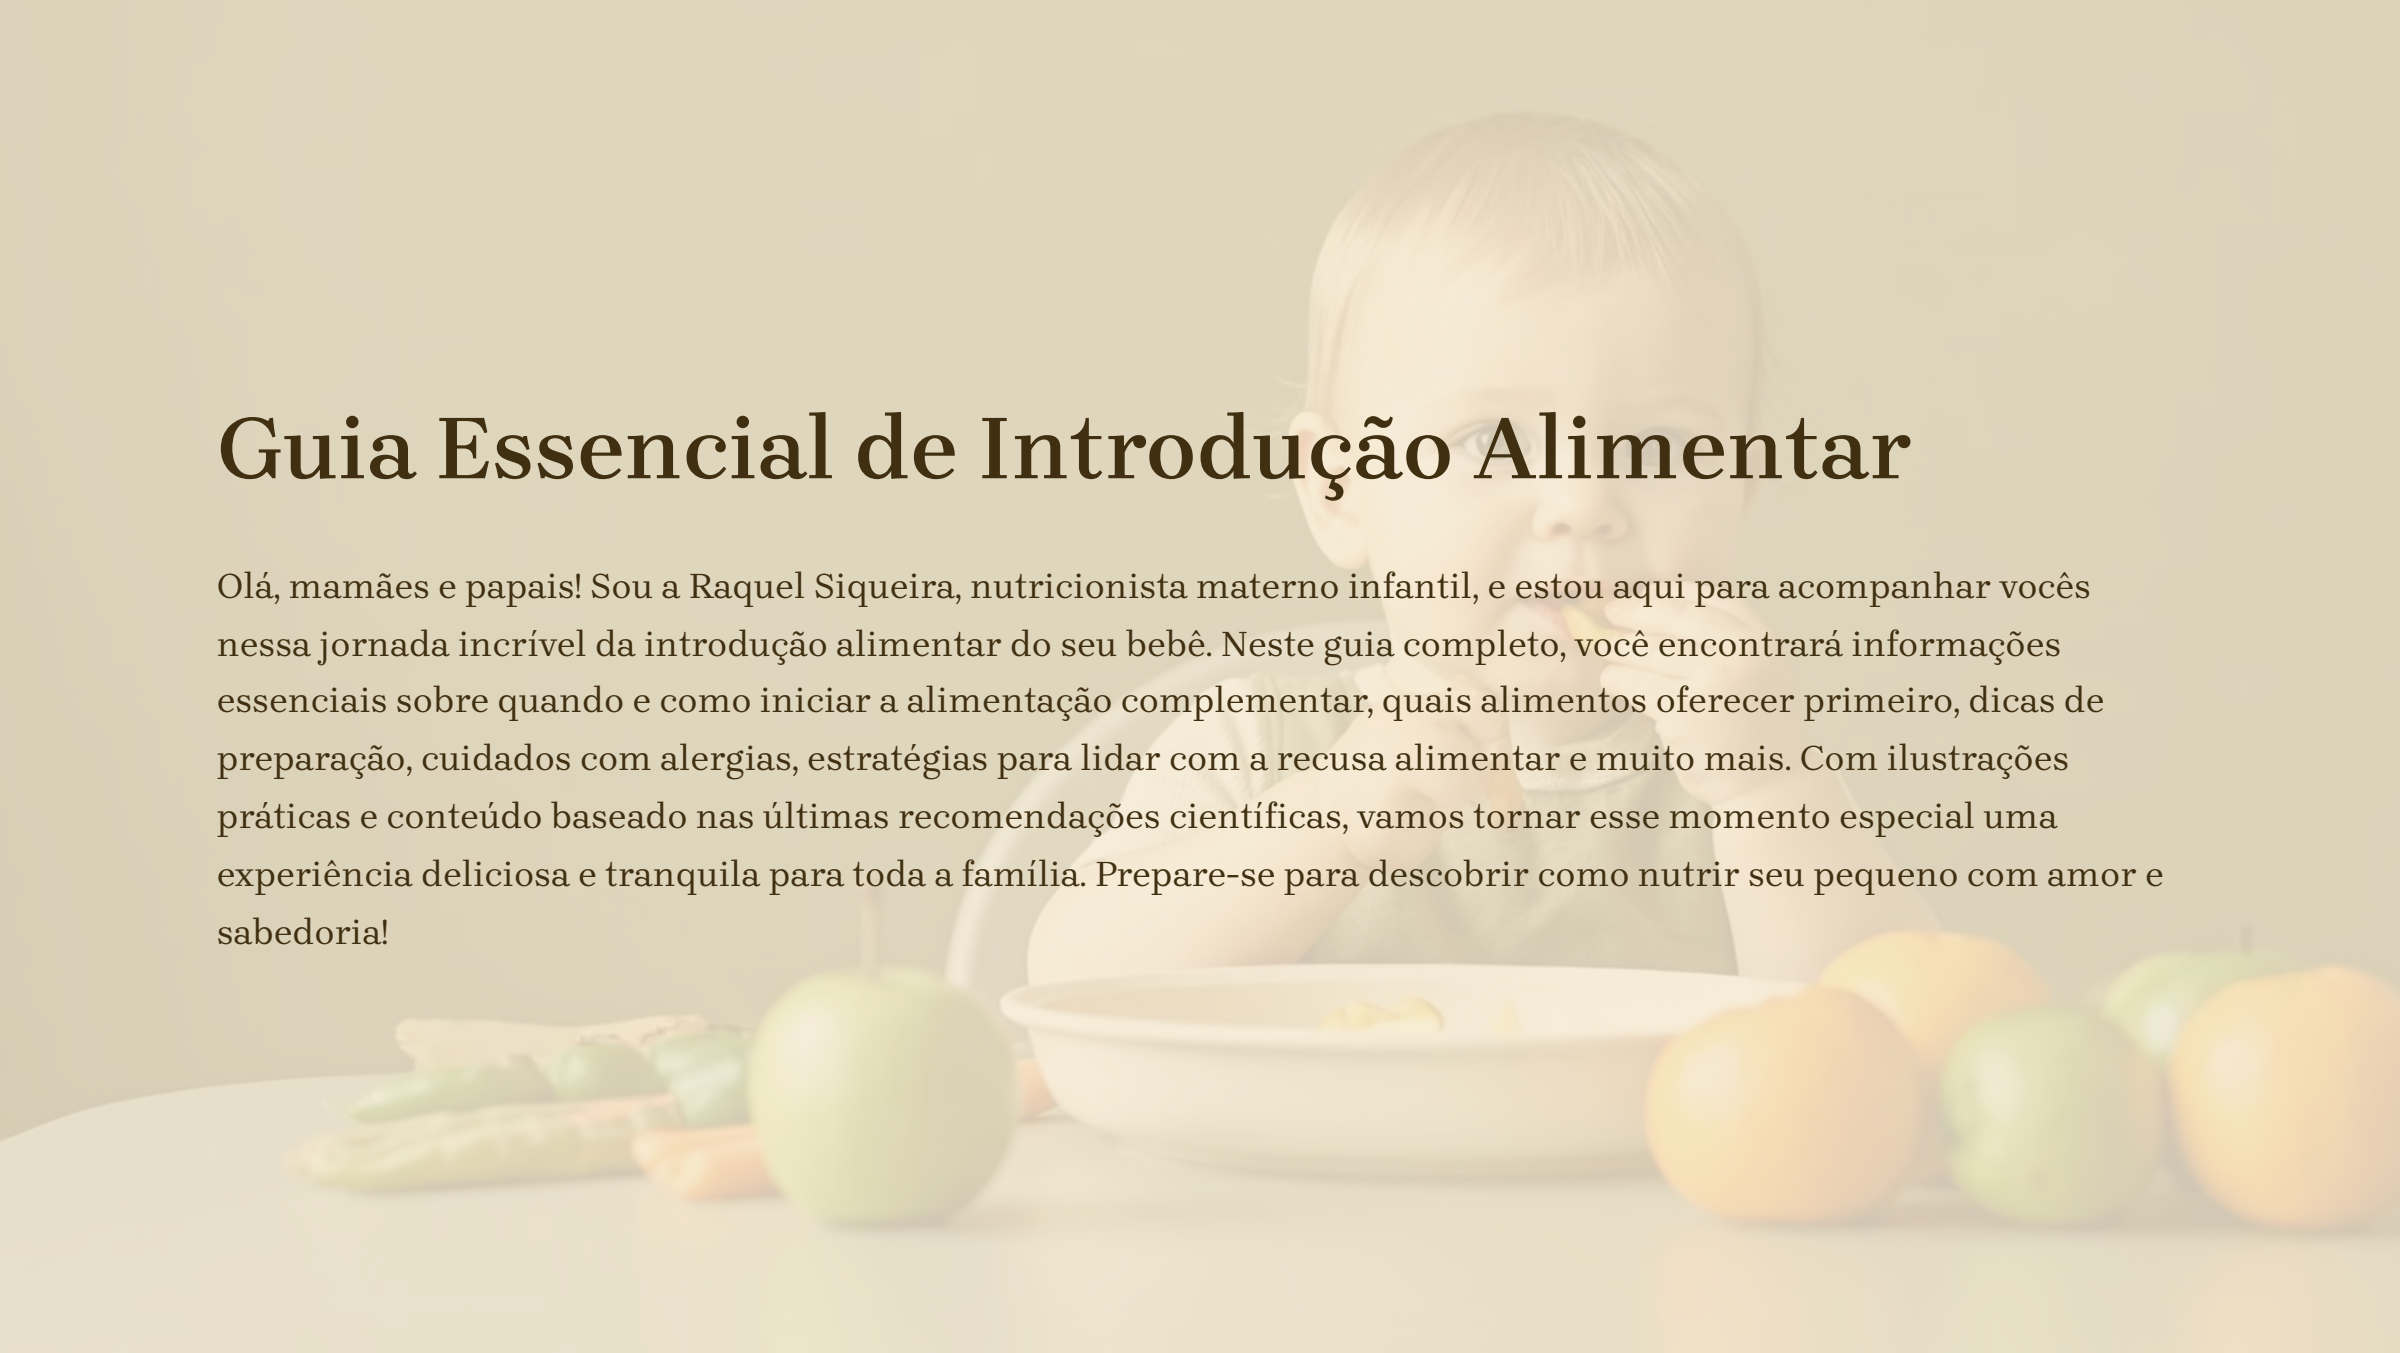 Guia Essencial de Introdução Alimentar
Olá, mamães e papais! Sou a Raquel Siqueira, nutricionista materno infantil, e estou aqui para acompanhar vocês
nessa jornada incrível da introdução alimentar do seu bebê. Neste guia completo, você encontrará informações
essenciais sobre quando e como iniciar a alimentação complementar, quais alimentos oferecer primeiro, dicas de
preparação, cuidados com alergias, estratégias para lidar com a recusa alimentar e muito mais. Com ilustrações
práticas e conteúdo baseado nas últimas recomendações científicas, vamos tornar esse momento especial uma
experiência deliciosa e tranquila para toda a família. Prepare-se para descobrir como nutrir seu pequeno com amor e
sabedoria!